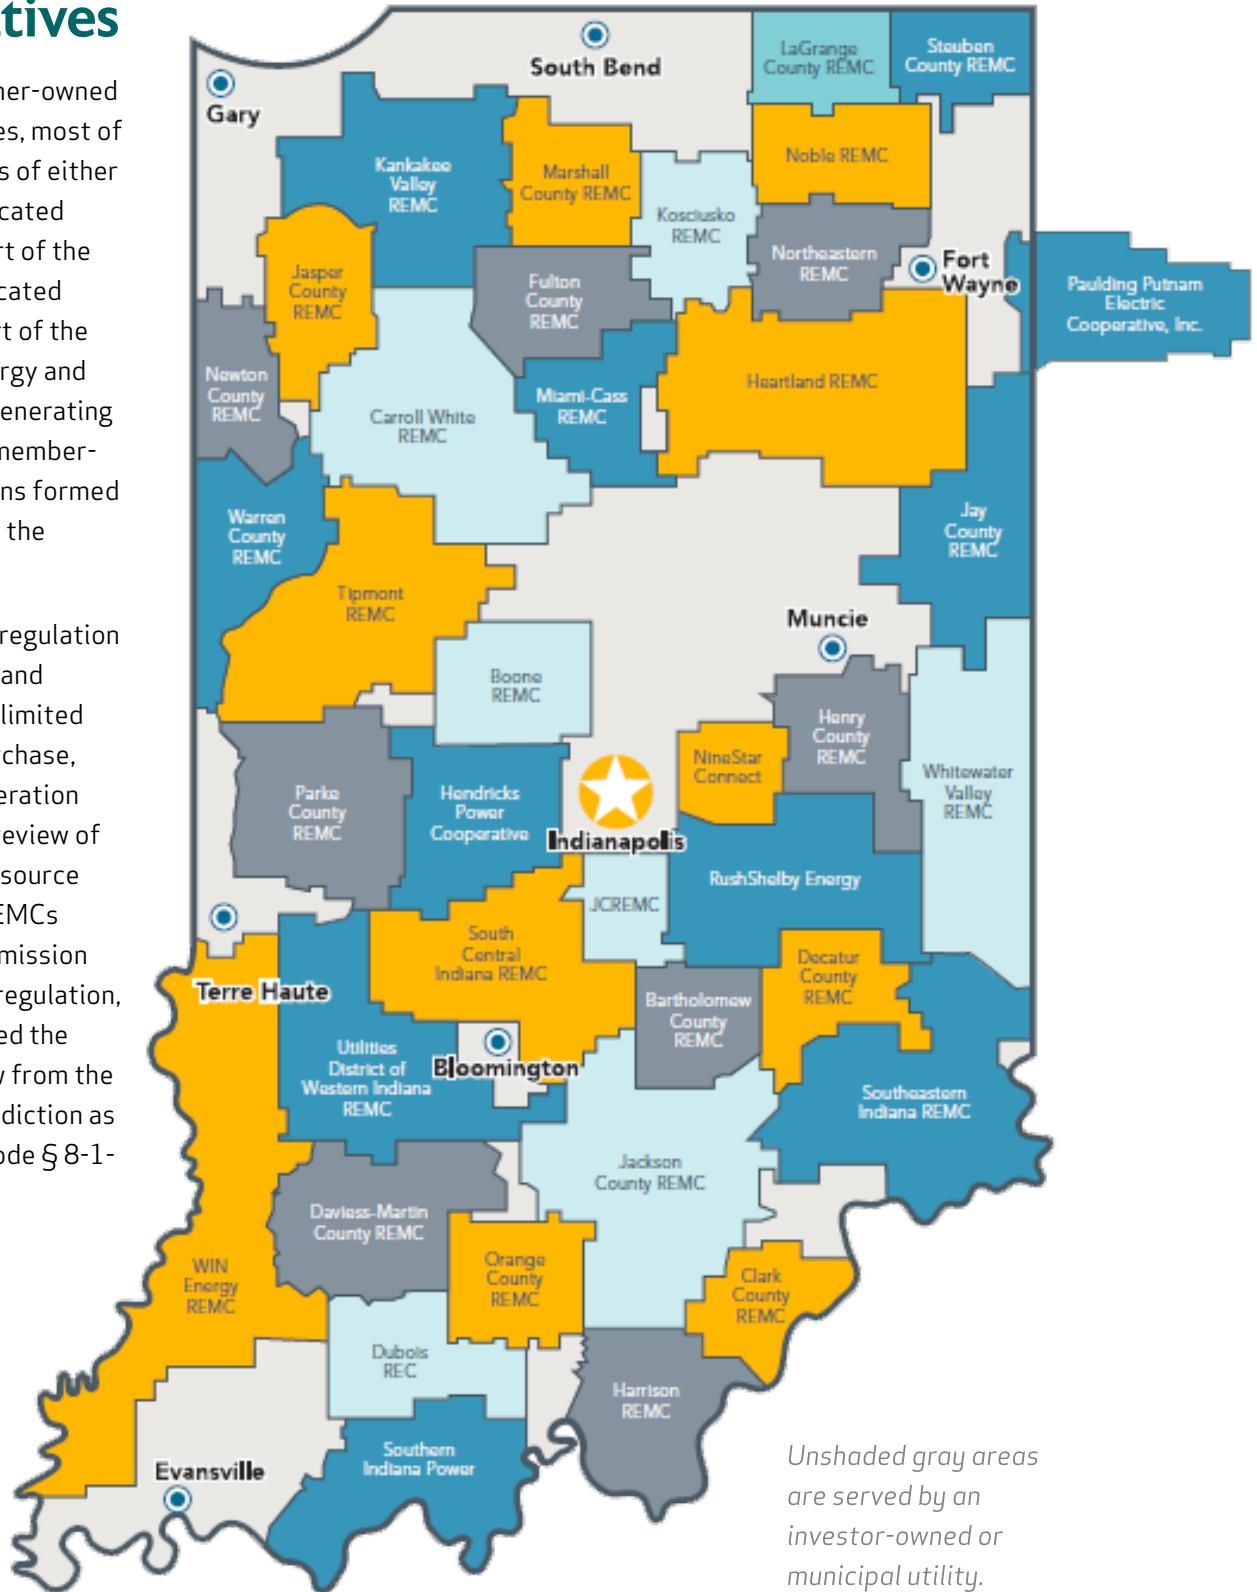 tives
ner-owned
es, most of
s of either
cated
rt of the
cated
rt of the
rgy and
enerating
nember-
ns formed
the
regulation
and
limited
chase,
eration
eview of
source
EMCs
mission
regulation,
ed the
from the
diction as
ode § 8-1-
South Bend
Gary
LaGrange
County REMC
Steuben
County REMC
Kankakee
Valley
REMC
Marshall
County REMC
Noble REMC
Kosciusko
REMC
Northeastern
REMC
Fort
Wayne
Paulding Putnam
Electric
Cooperative, Inc.
Jasper
County
REMC
Fulton
County
REMC
Newton
County
REMC
Carroll White
REMC
Miami-Cass
REMC
Heartland REMC
Warren
County
REMC
Jay
County
REMC
Tipmont
REMC
Muncie
Boone
REMC
Henry
County
REMC
NineStar
Connect
Whitewater
Valley
REMC
Parke
County
REMC
Hendricks
Power
Cooperative
Indianapolis
RushShelby Energy
JCREMC
South
Central
Indiana REMC
Decatur
County
REMC
Terre Haute
Bartholomew
County
REMC
Utilities
District of
Western Indiana
REMC
Bloomington
Southeastern
Indiana REMC
Jackson
County REMC
Daviess-Martin
County REMC
WIN
Energy
REMC
Orange
County
REMC
Clark
County
REMC
Dubois
REC
Harrison
REMC
Southern
Indiana Power
Evansville
Unshaded gray areas
are served by an
investor-owned or
municipal utility.